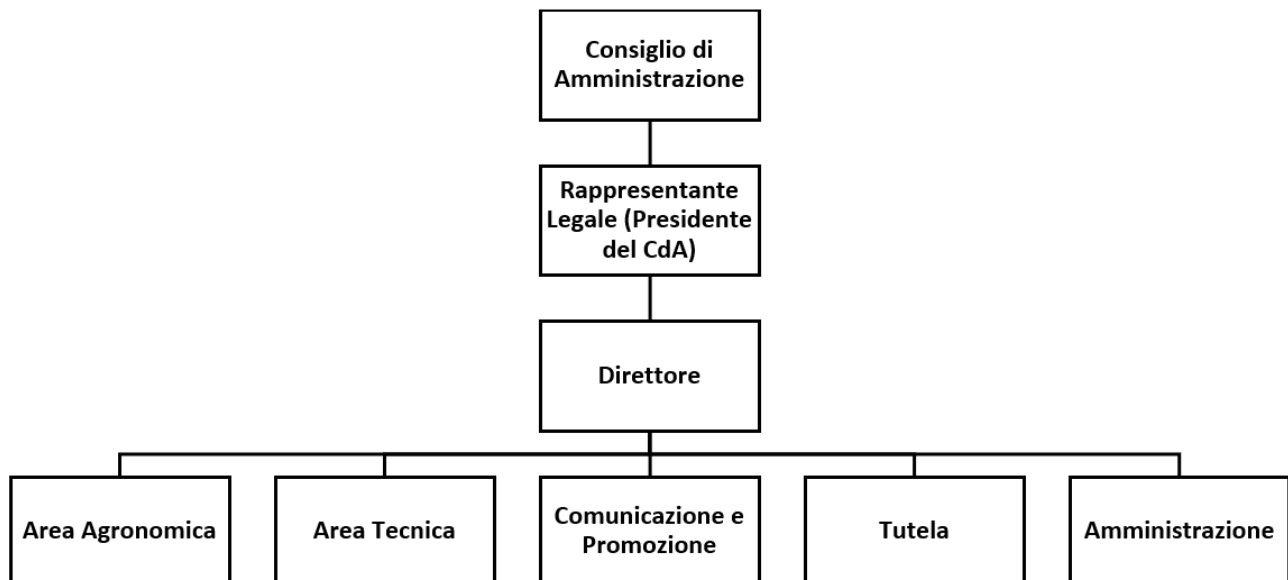 Consiglio di
Amministrazione
Rappresentante
Legale (Presidente
del CdA)
Direttore
Area Agronomica
Area Tecnica
Comunicazione e
Promozione
Tutela
Amministrazione